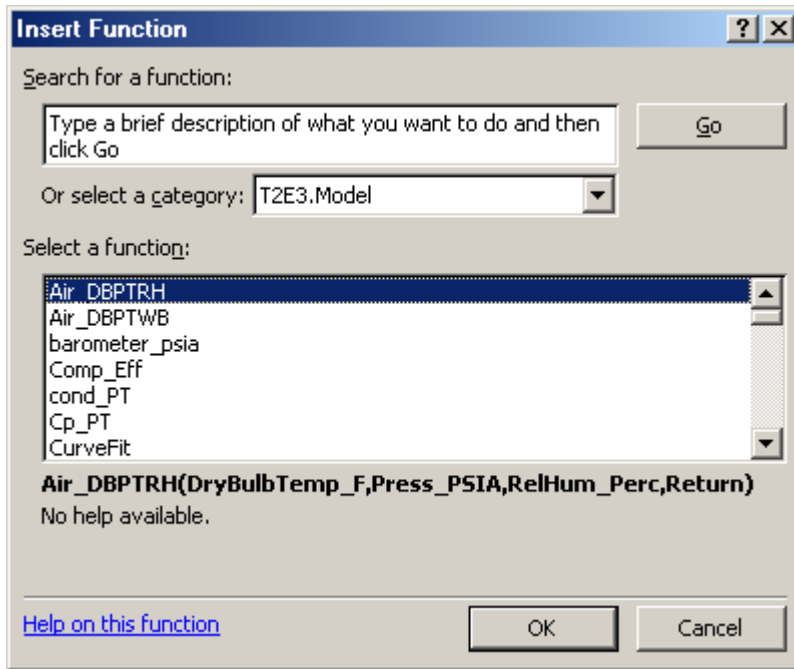 Insert Function
Search for a function:
Type a brief description of what you want to do and then
click Go
Go
Or select a category: T2E3.Model
Select a function:
Air_DBPTRH
Air_DBPTWB
barometer_psia
Comp_Eff
cond_PT
Cp_PT
CurveFit
Air_DBPTRH(DryBulbTemp_F,Press_PSIA,RelHum_Perc,Return)
No help available.
Help on this function
OK
Cancel